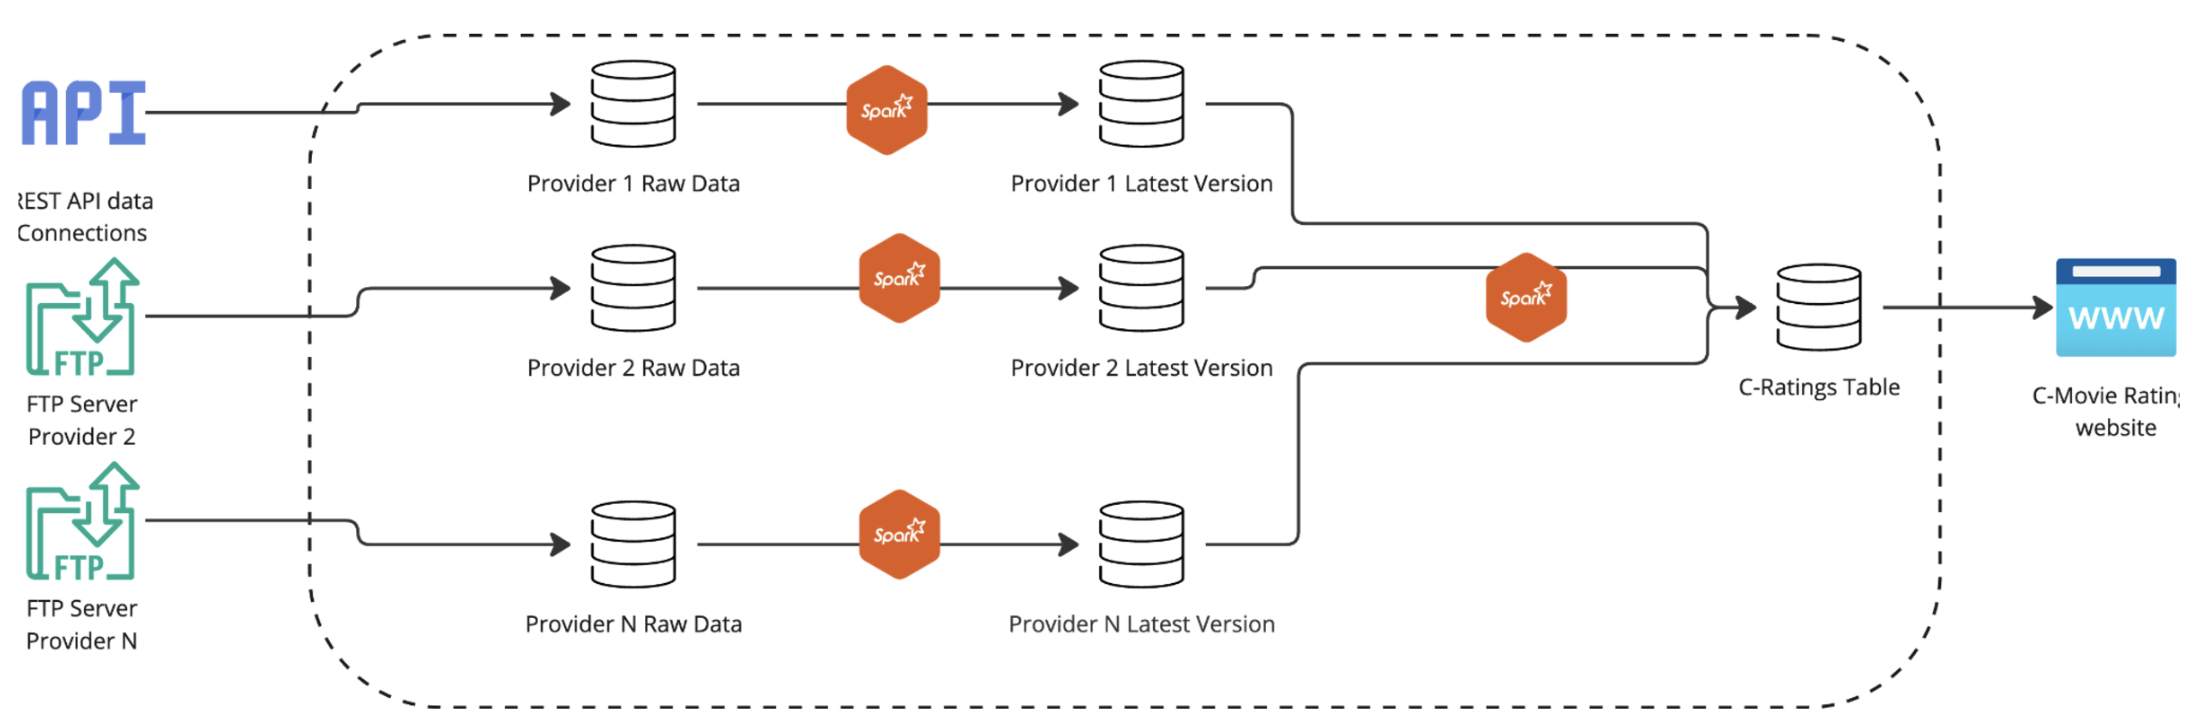 API
REST API data
Connections
FTP
FTP Server
Provider 2
FTP
FTP Server
Provider N
Provider 1 Raw Data
Spark
Provider 1 Latest Version
Provider 2 Raw Data
Spark
Provider 2 Latest Version
Provider N Raw Data
Spark
Provider N Latest Version
Spark
C-Ratings Table
WWW
C-Movie Rating
website